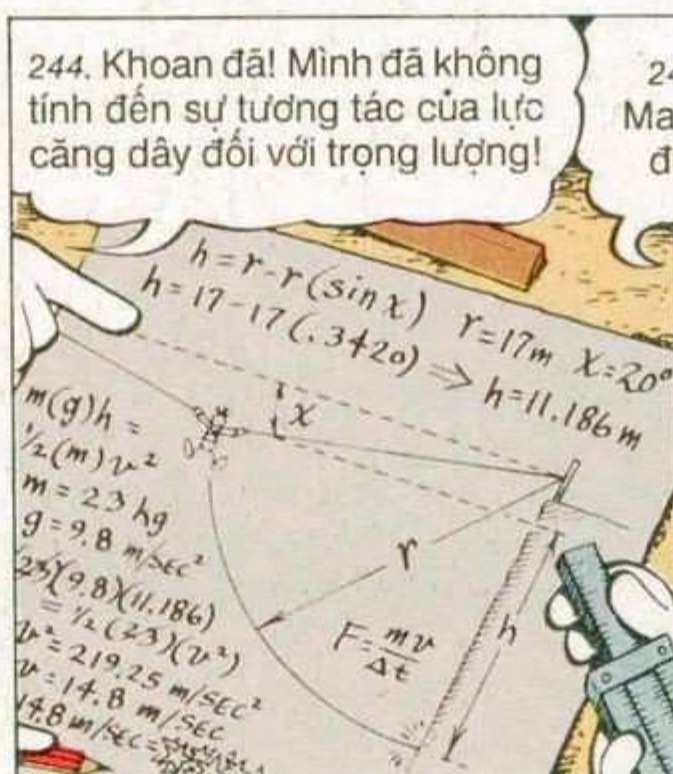 244. Khoan đã! Mình đã không
tính đến sự tương tác của lực
căng dây đối với trọng lượng!
24
Ma
đ
h=r-r(sin x) r=17m X=20°
h=17-17(.3420) ⇒ h=11.186 m
x
m(g)h =
1/2(m)v²
m = 23 hg
g = 9.8 m/SEC²
(23)(9.8)(11.186)
= 1/2(23)(v²)
v² = 219.25 m/SEC²
v = 14.8 m/SEC
14.8 m/SEC =
r
h
F = mv/Δt